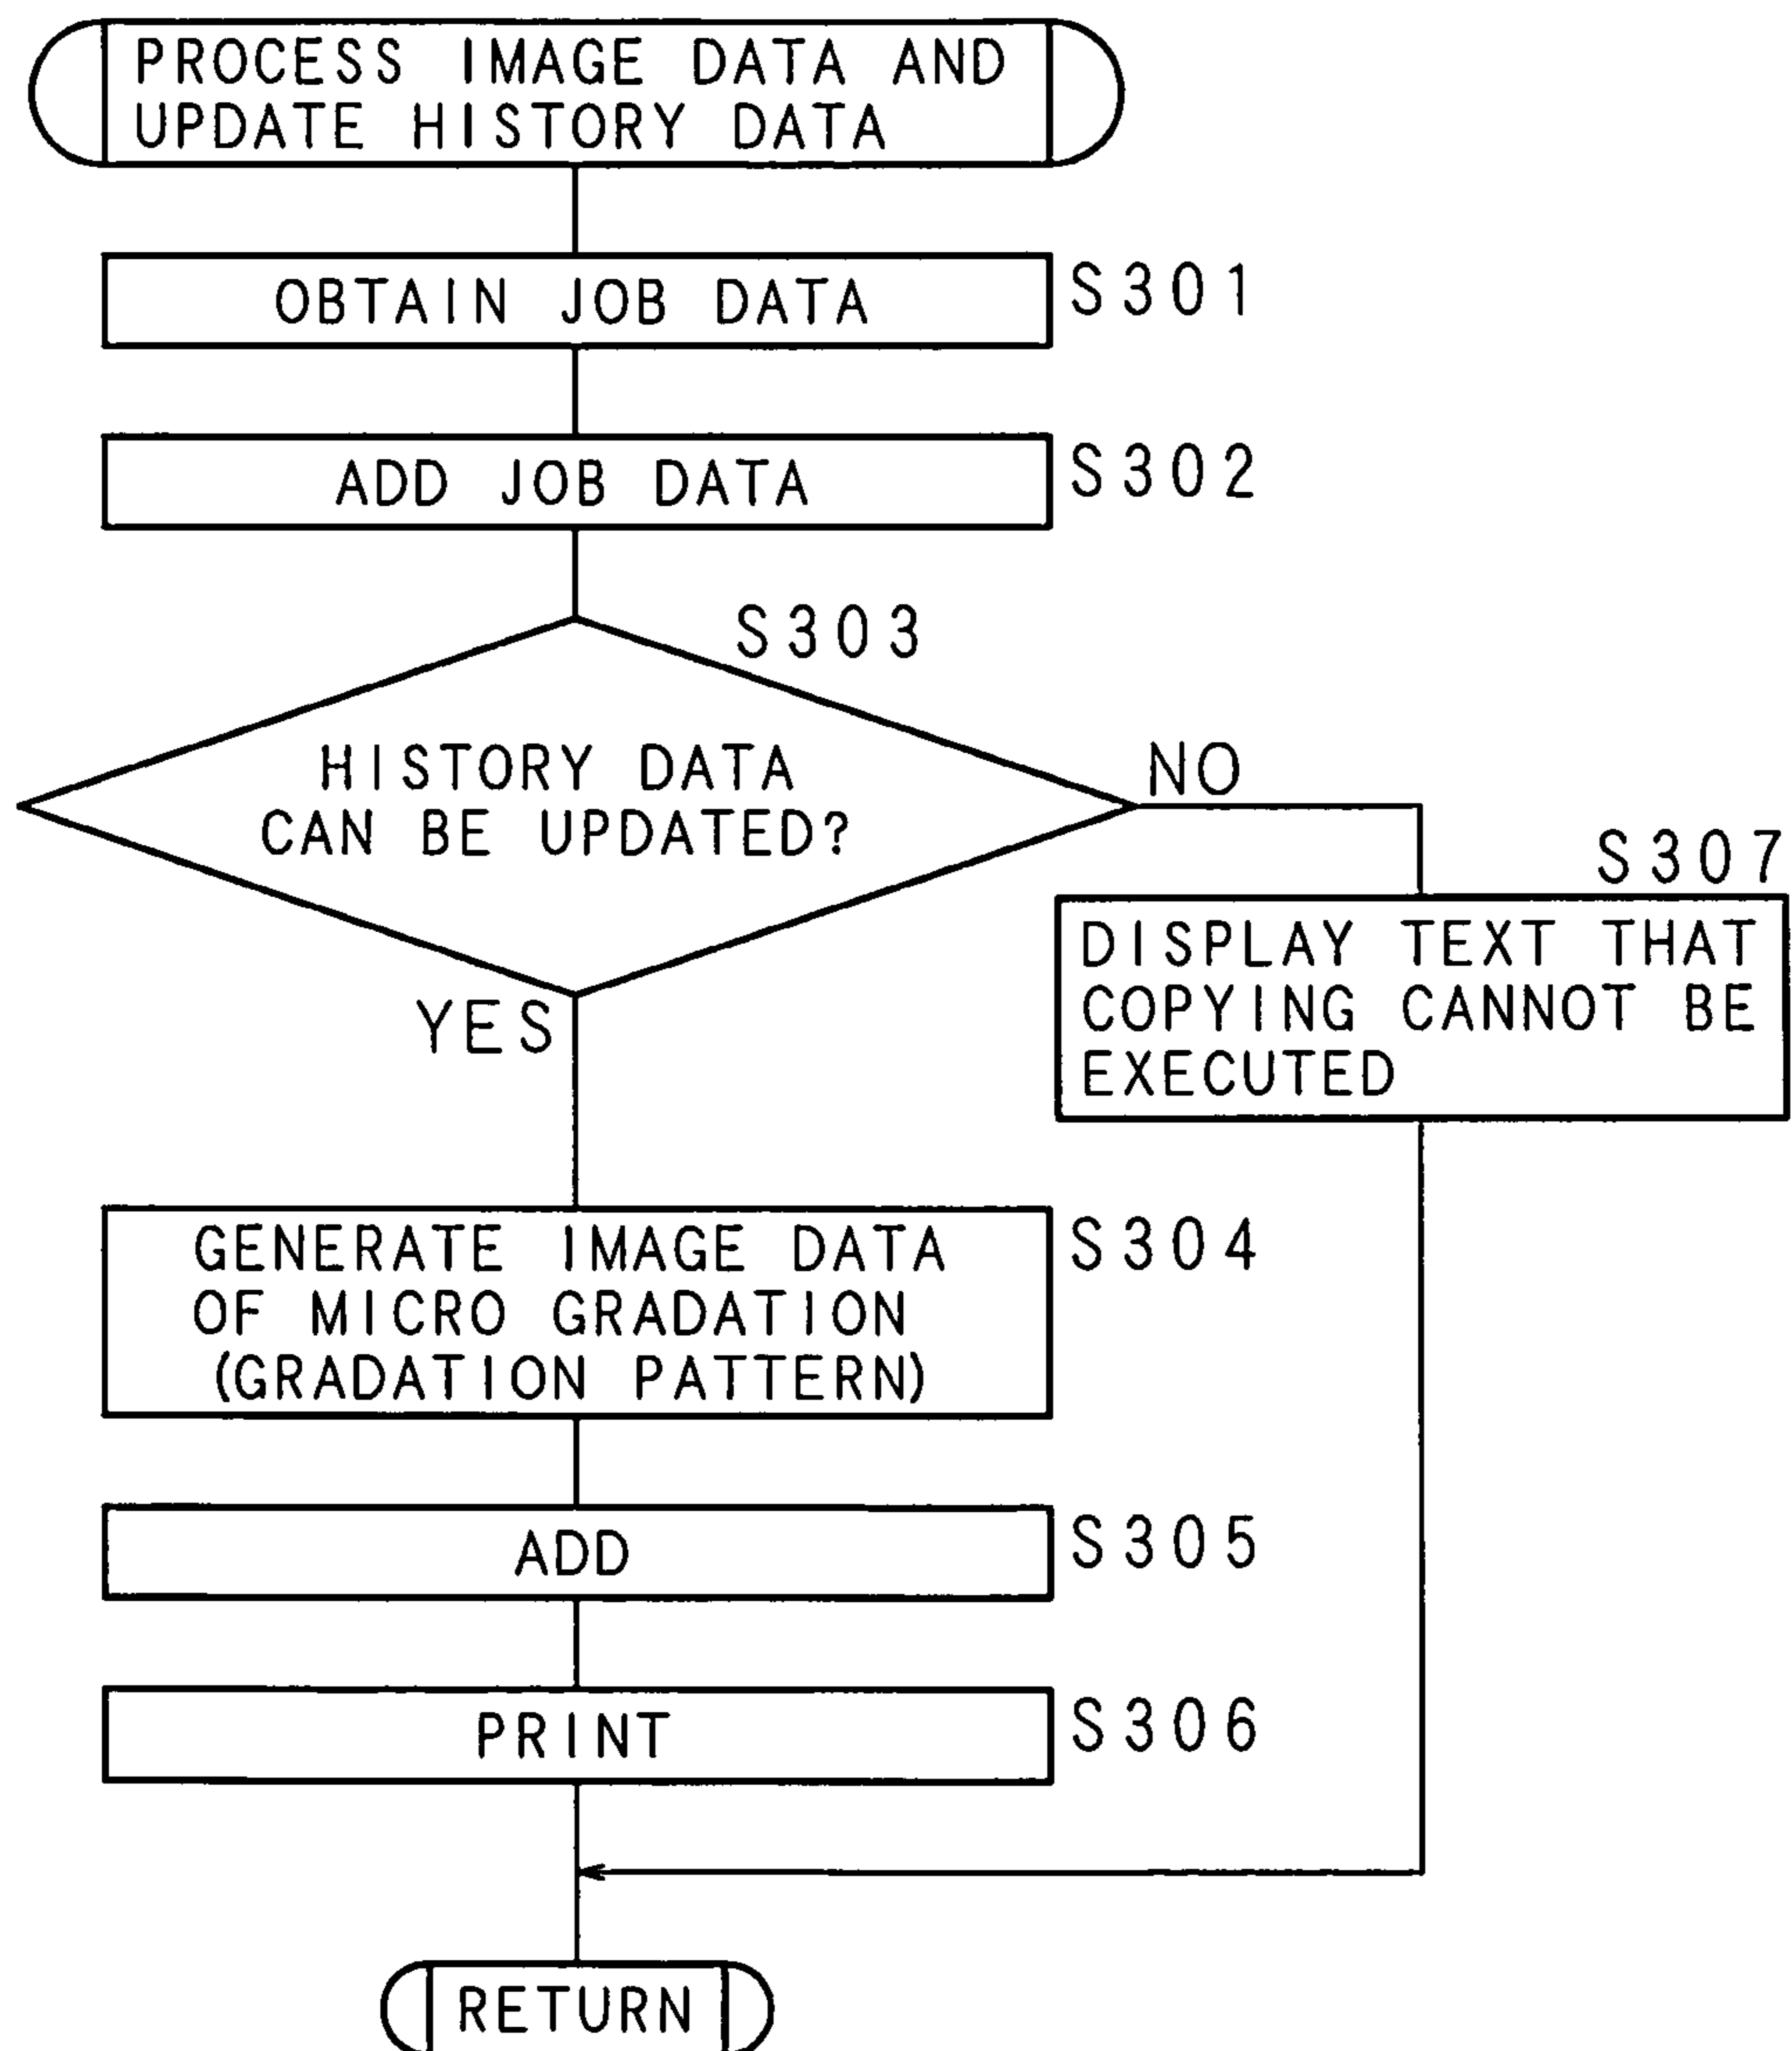 PROCESS IMAGE DATA AND
UPDATE HISTORY DATA
OBTAIN JOB DATA
S301
ADD JOB DATA
S302
S303
HISTORY DATA
CAN BE UPDATED?
NO
YES
S307
DISPLAY TEXT THAT
COPYING CANNOT BE
EXECUTED
GENERATE IMAGE DATA
OF MICRO GRADATION
(GRADATION PATTERN)
S304
ADD
S305
PRINT
S306
RETURN